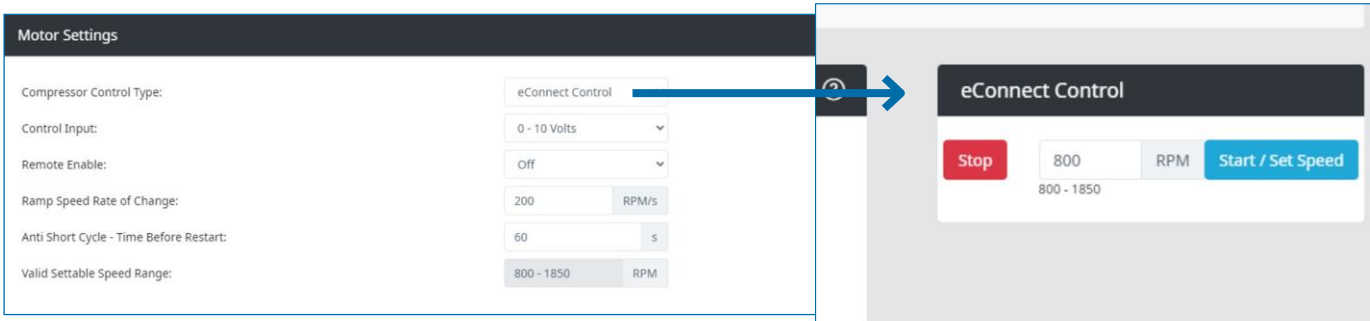 Motor Settings
Compressor Control Type: eConnect Control
Control Input: 0 - 10 Volts
Remote Enable: Off
Ramp Speed Rate of Change: 200 RPM/s
Anti Short Cycle - Time Before Restart: 60 s
Valid Settable Speed Range: 800 - 1850 RPM
?
eConnect Control
Stop 800 RPM Start / Set Speed
800 - 1850